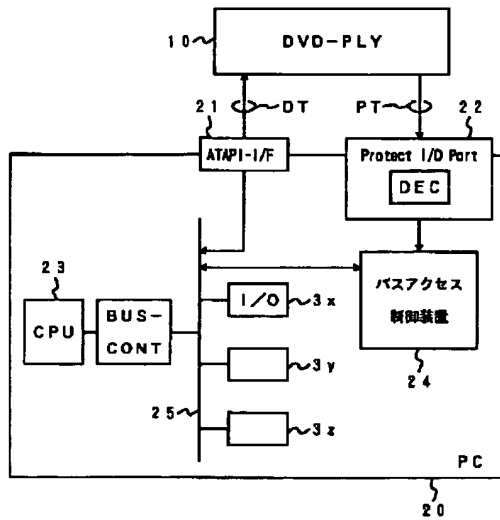 10
DVD-PLY
DT
PT
21
22
ATAPI-I/F
Protect I/D Port
DEC
23
CPU
BUS-
CONT
I/O
3x
バスアクセス
制御装置
3y
24
25
3z
PC
20